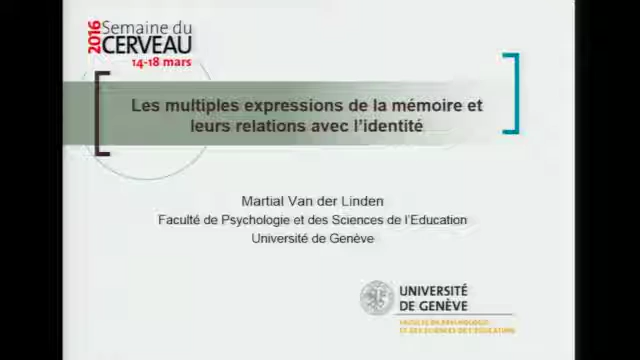 2016 Semaine du
CERVEAU
14-18 mars
Les multiples expressions de la mémoire et
leurs relations avec l'identité
Martial Van der Linden
Faculté de Psychologie et des Sciences de l'Education
Université de Genève
UNIVERSITÉ
DE GENÈVE
FACULTÉ DE PSYCHOLOGIE
ET DES SCIENCES DE L'ÉDUCATION